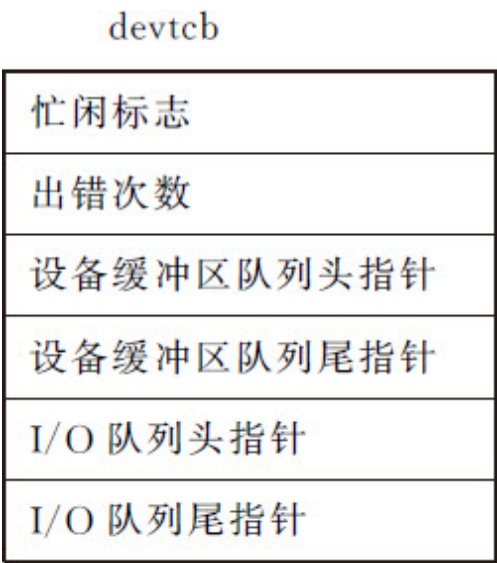 devtcb
忙闲标志
出错次数
设备缓冲区队列头指针
设备缓冲区队列尾指针
I/O 队列头指针
I/O 队列尾指针